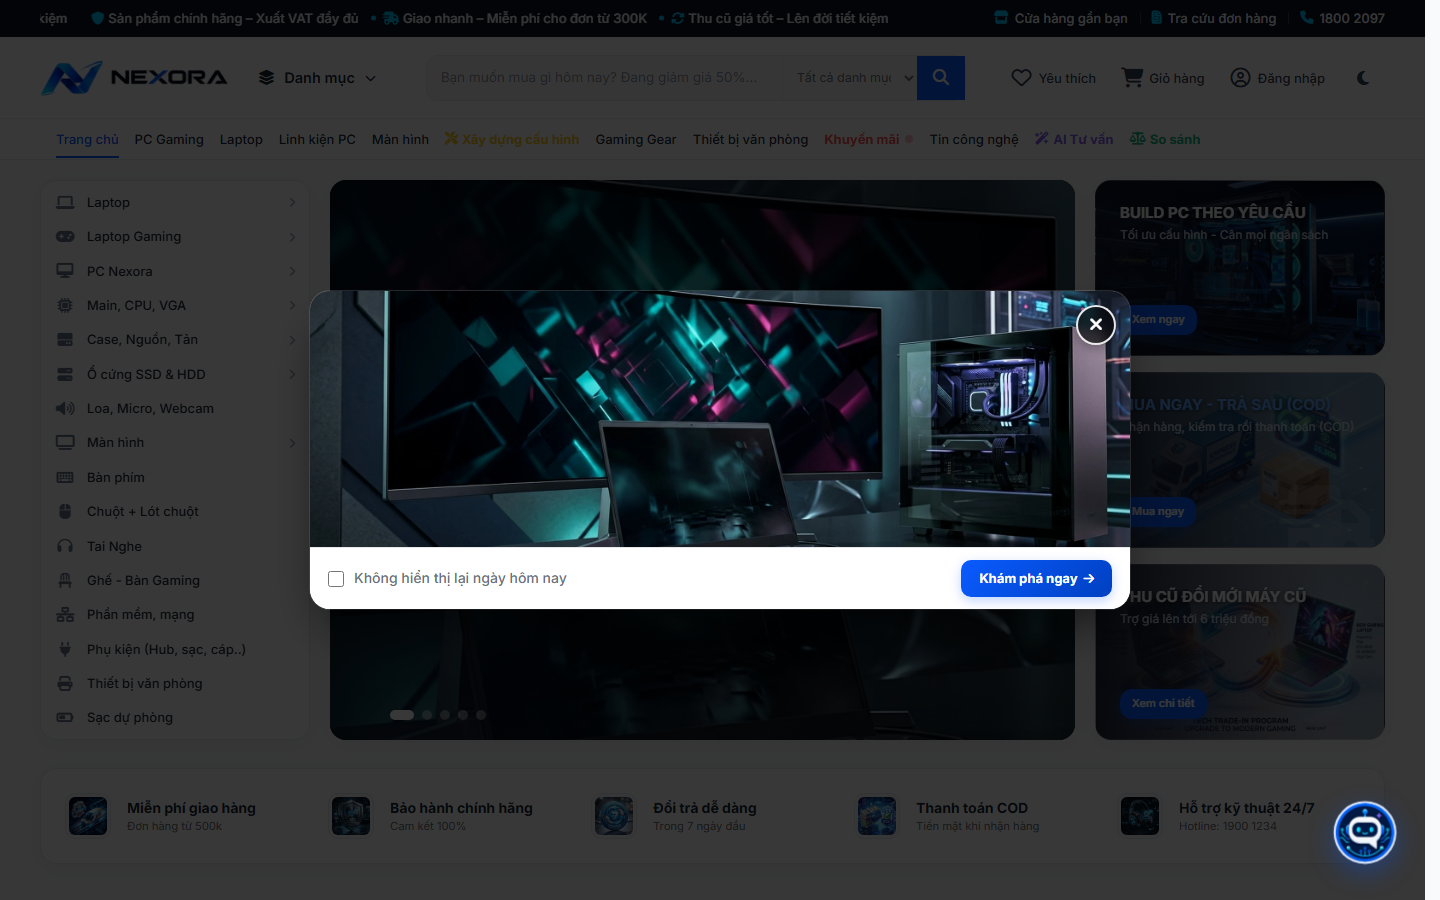 kiệm
Sản phẩm chính hãng – Xuất VAT đầy đủ
Giao nhanh – Miễn phí cho đơn từ 300K
Thu cũ giá tốt – Lên đời tiết kiệm
Cửa hàng gần bạn
Tra cứu đơn hàng
1800 2097
NEXORA
Danh mục
Bạn muốn mua gì hôm nay? Đang giảm giá 50%...
Tất cả danh mục
Yêu thích
Giỏ hàng
Đăng nhập
Trang chủ
PC Gaming
Laptop
Linh kiện PC
Màn hình
Xây dựng cấu hình
Gaming Gear
Thiết bị văn phòng
Khuyến mãi
Tin công nghệ
AI Tư vấn
So sánh
Laptop
Laptop Gaming
PC Nexora
Main, CPU, VGA
Case, Nguồn, Tản
Ổ cứng SSD & HDD
Loa, Micro, Webcam
Màn hình
Bàn phím
Chuột + Lót chuột
Tai Nghe
Ghế - Bàn Gaming
Phần mềm, mạng
Phụ kiện (Hub, sạc, cáp..)
Thiết bị văn phòng
Sạc dự phòng
BUILD PC THEO YÊU CẦU
Tối ưu cấu hình - Cân mọi ngân sách
Xem ngay
MUA NGAY - TRẢ SAU (COD)
Nhận hàng, kiểm tra rồi thanh toán (COD)
Mua ngay
THU CŨ ĐỔI MỚI MÁY CŨ
Trợ giá lên tới 6 triệu đồng
Xem chi tiết
TECH TRADE-IN PROGRAM
UPGRADE TO MODERN GAMING
Không hiển thị lại ngày hôm nay
Khám phá ngay
Miễn phí giao hàng
Đơn hàng từ 500k
Bảo hành chính hãng
Cam kết 100%
Đổi trả dễ dàng
Trong 7 ngày đầu
Thanh toán COD
Tiền mặt khi nhận hàng
Hỗ trợ kỹ thuật 24/7
Hotline: 1900 1234